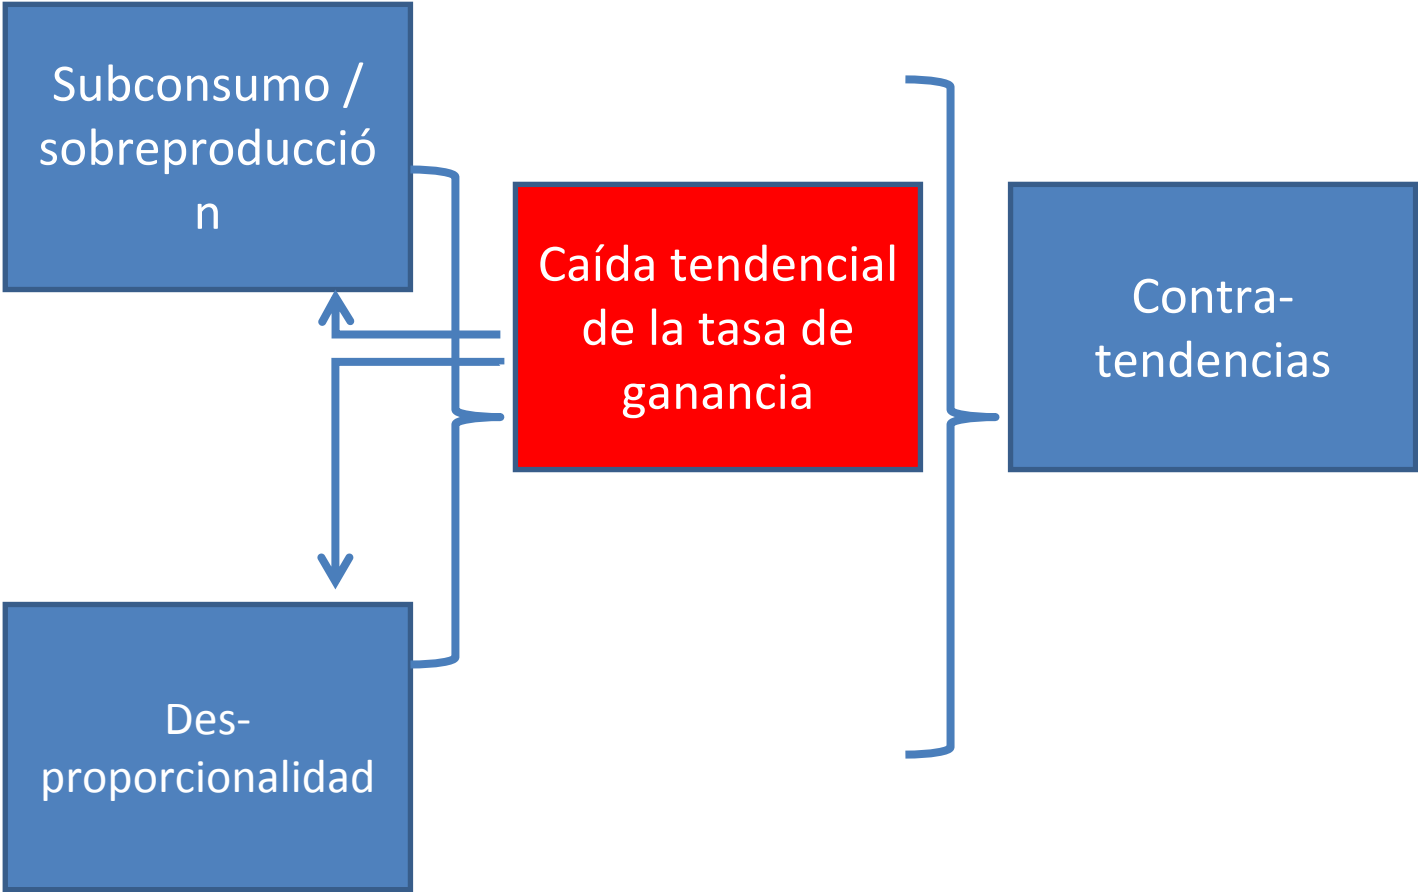 Subconsumo /
sobreproducció
n
Caída tendencial
de la tasa de
ganancia
Contra-
tendencias
Des-
proporcionalidad